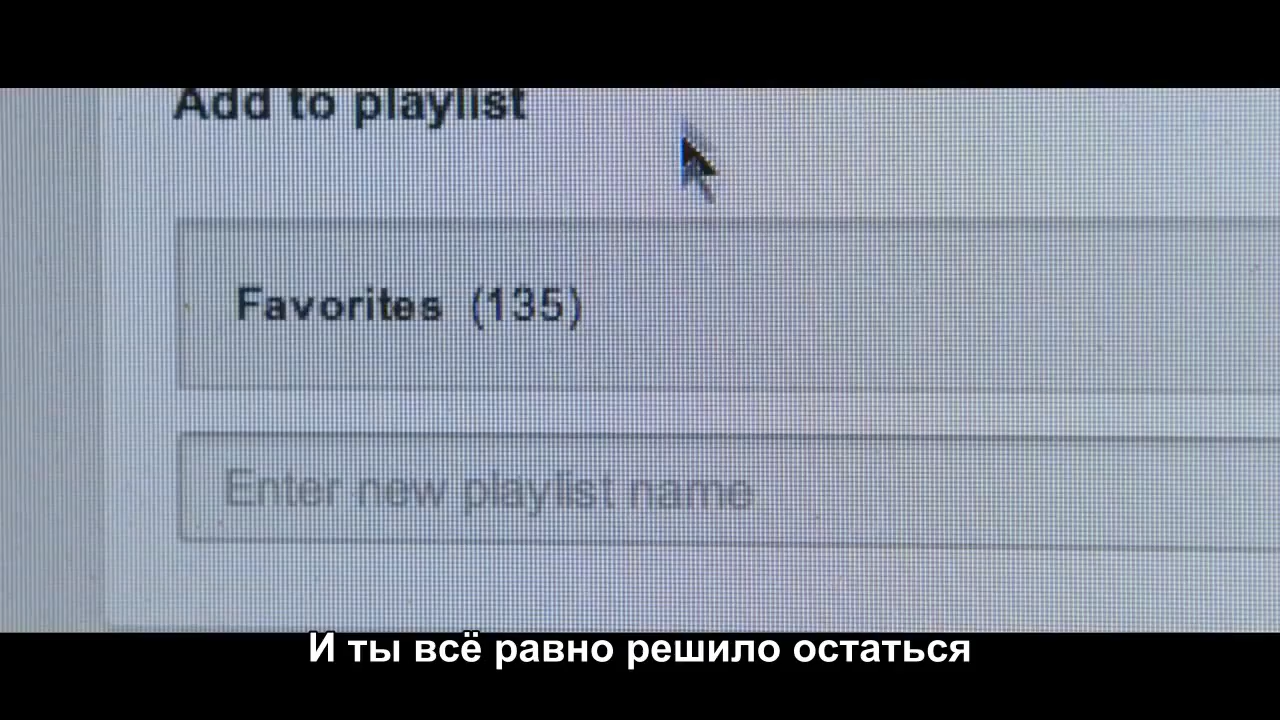 Add to playlist
Favorites (135)
Enter new playlist name
И ты всё равно решило остаться